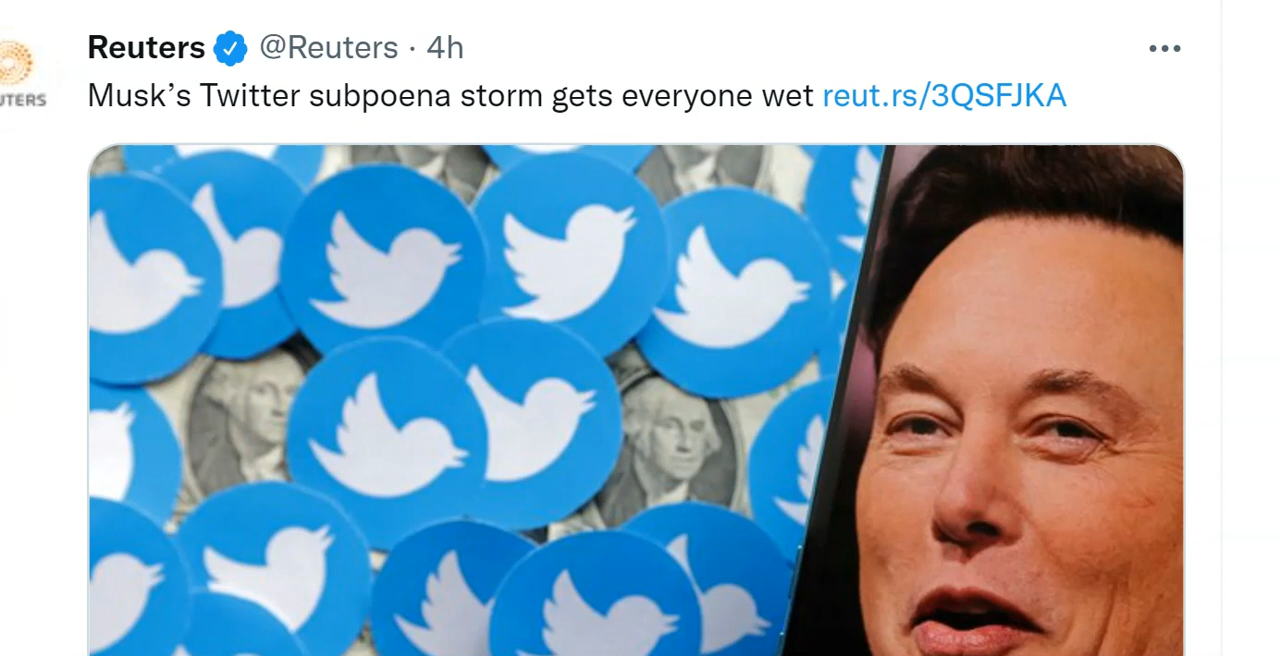 Reuters @Reuters · 4h
UTERS
Musk’s Twitter subpoena storm gets everyone wet reut.rs/3QSFJKA